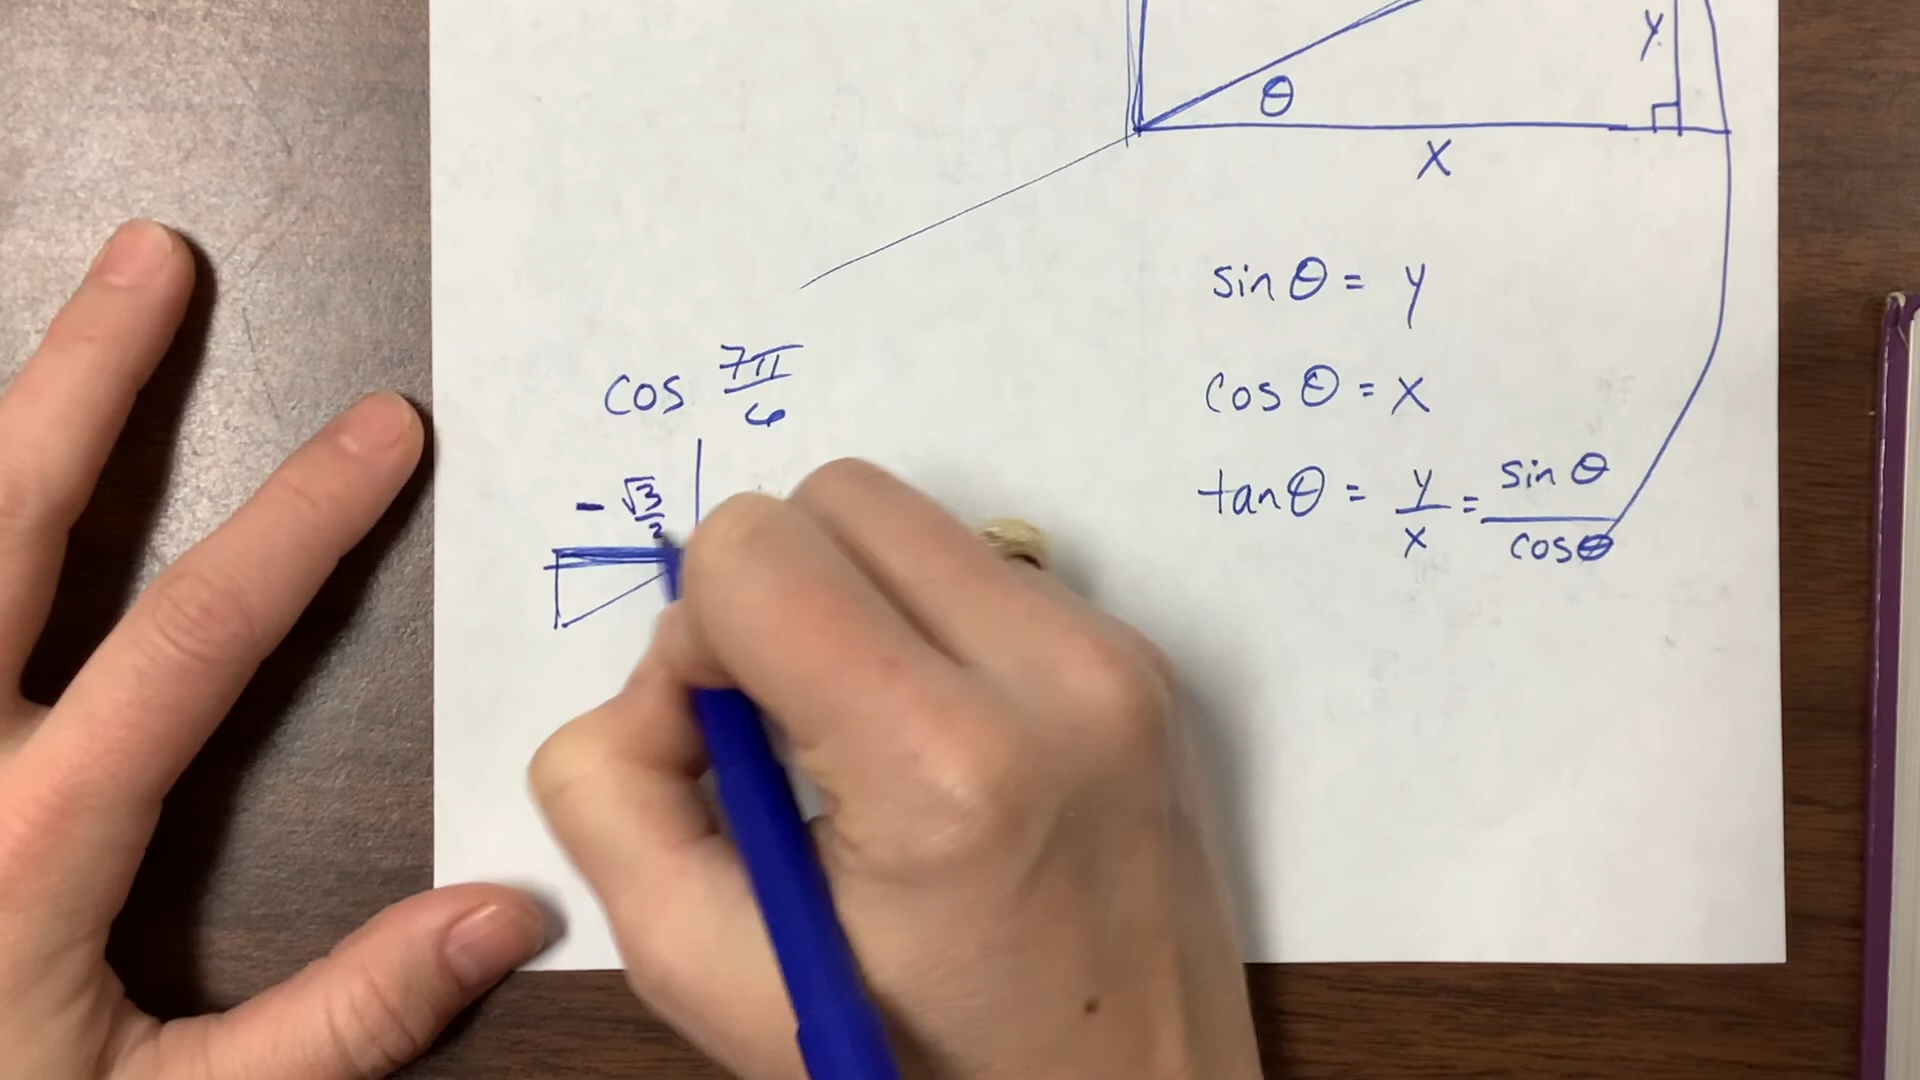 y
θ
x
sin θ = y
cos 7π/6
cos θ = x
- √3/2
tan θ = y/x = sin θ/cos θ